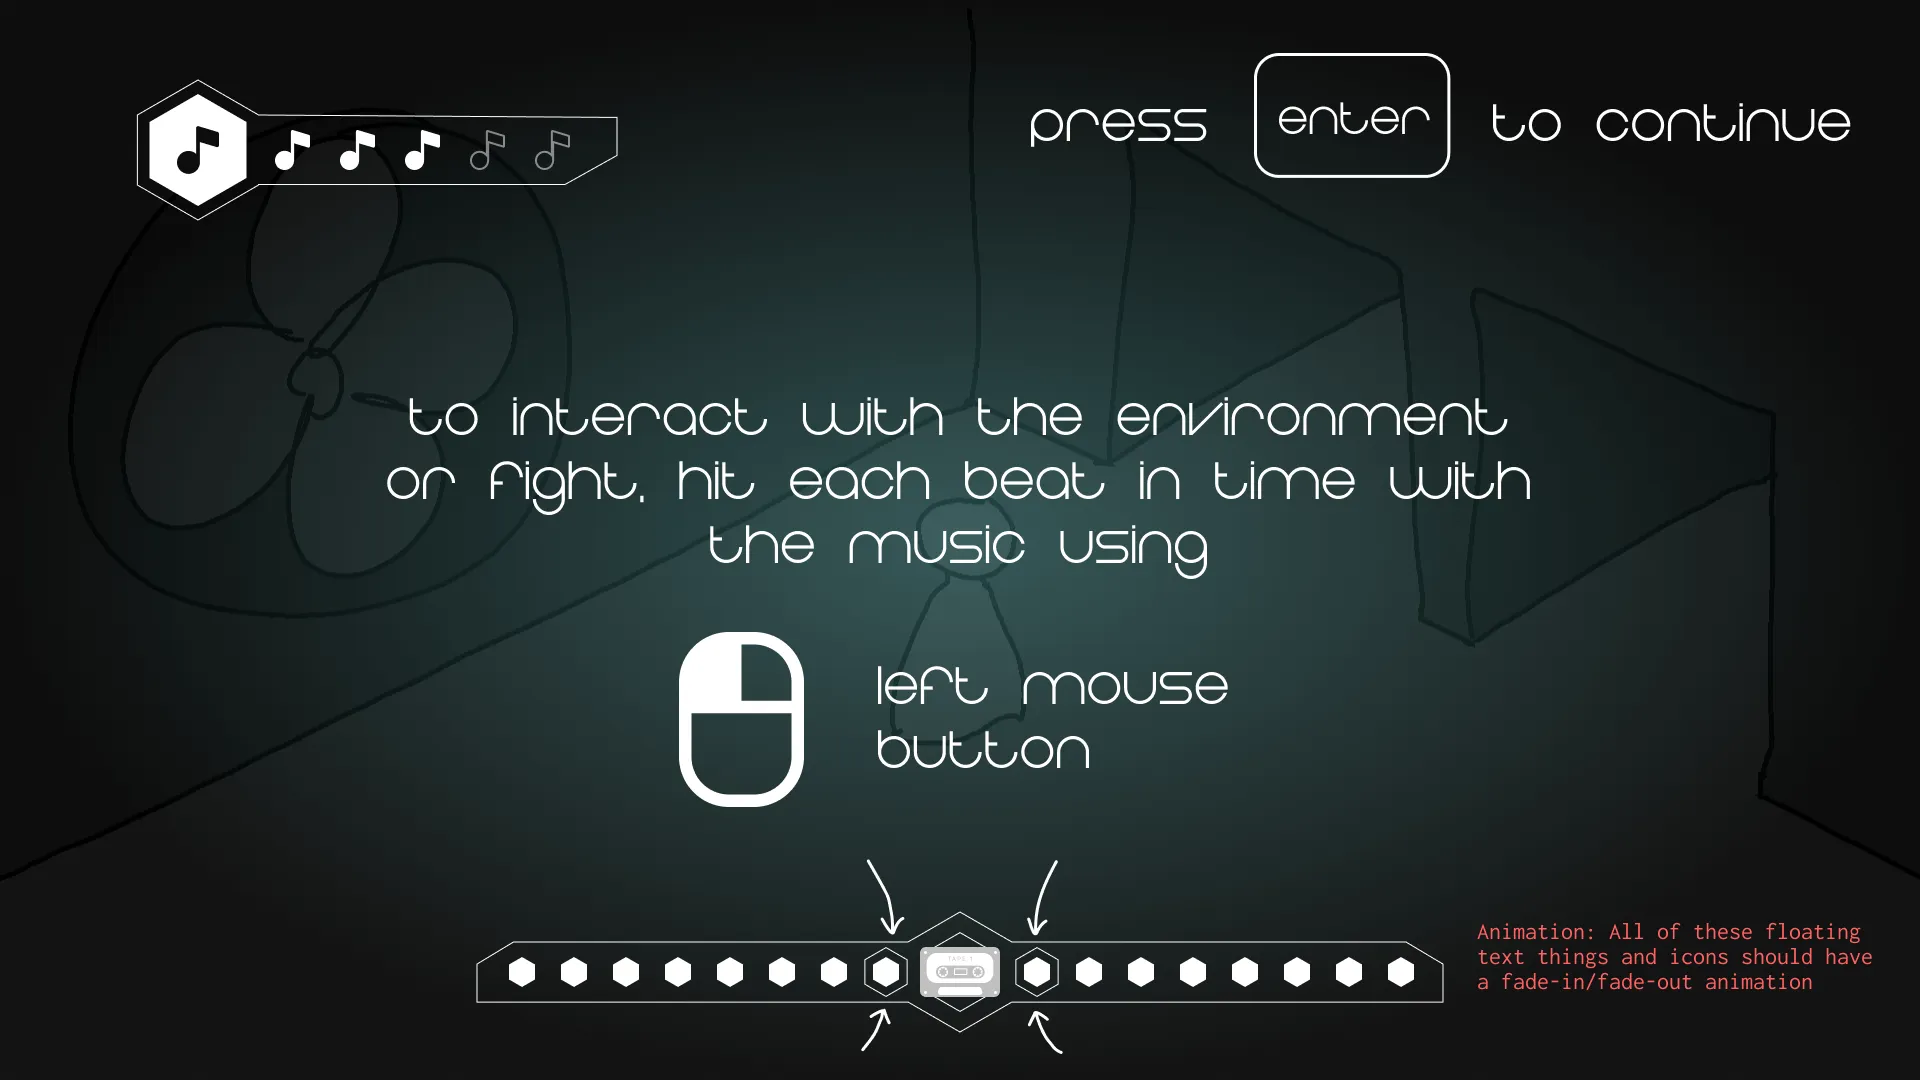 press enter to continue
to interact with the environment
or fight, hit each beat in time with
the music using
left mouse
button
TAPE 1
Animation: All of these floating
text things and icons should have
a fade-in/fade-out animation